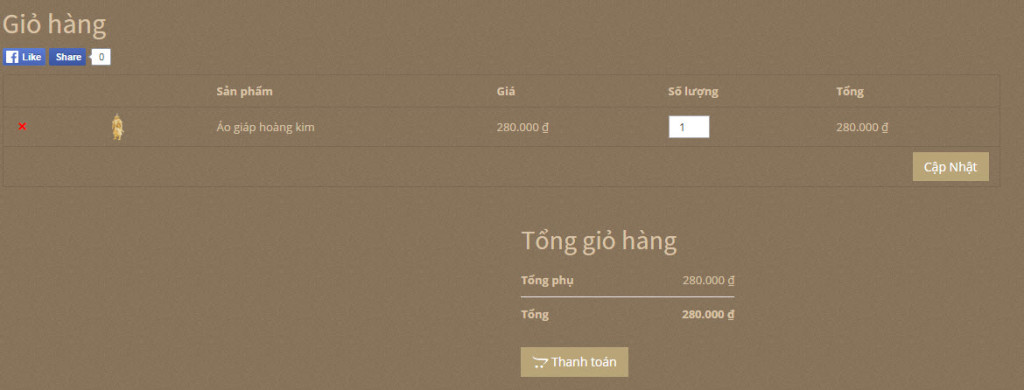 Giỏ hàng
Like Share 0
Sản phẩm Giá Số lượng Tổng
Áo giáp hoàng kim 280.000 ₫ 1 280.000 ₫
Cập Nhật
Tổng giỏ hàng
Tổng phụ 280.000 ₫
Tổng 280.000 ₫
Thanh toán